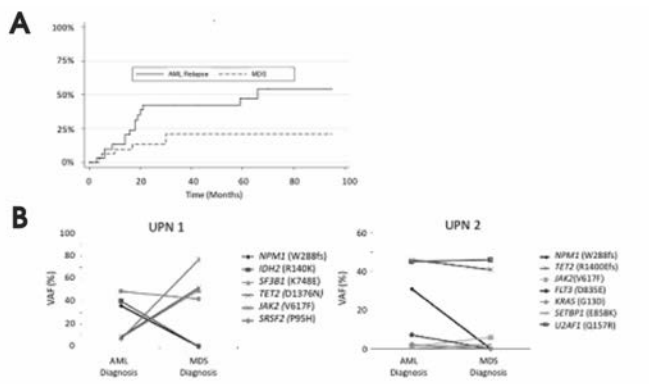 A
100%
75%
50%
25%
0%
AML Relapse MDS
0 20 40 60 80 100
Time (Months)
B
UPN 1
VAF(%)
100
80
60
40
20
0
AML Diagnosis
MDS Diagnosis
NPM1 (W288fs)
IDH2 (R140K)
SF3B1 (K748E)
TET2 (D1376N)
JAK2 (V617F)
SRSF2 (P95H)
UPN 2
VAF(%)
60
40
20
0
AML Diagnosis
MDS Diagnosis
NPM1 (W288fs)
TET2 (R1400Efs)
JAK2(V617F)
FLT3 (D835E)
KRAS (G13D)
SETBP1 (E858K)
U2AF1 (Q157R)